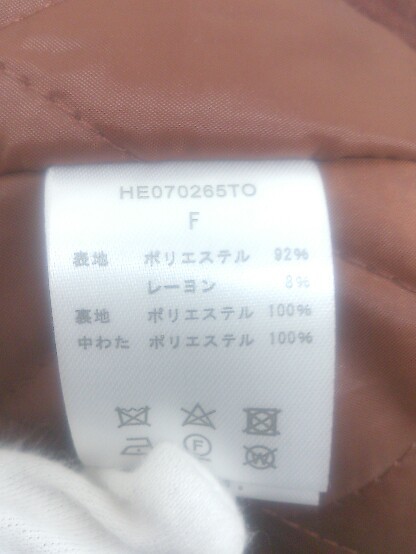 HE070265TO
F
表地 ポリエステル 92%
レーヨン 8%
裏地 ポリエステル 100%
中わた ポリエステル 100%
F
W